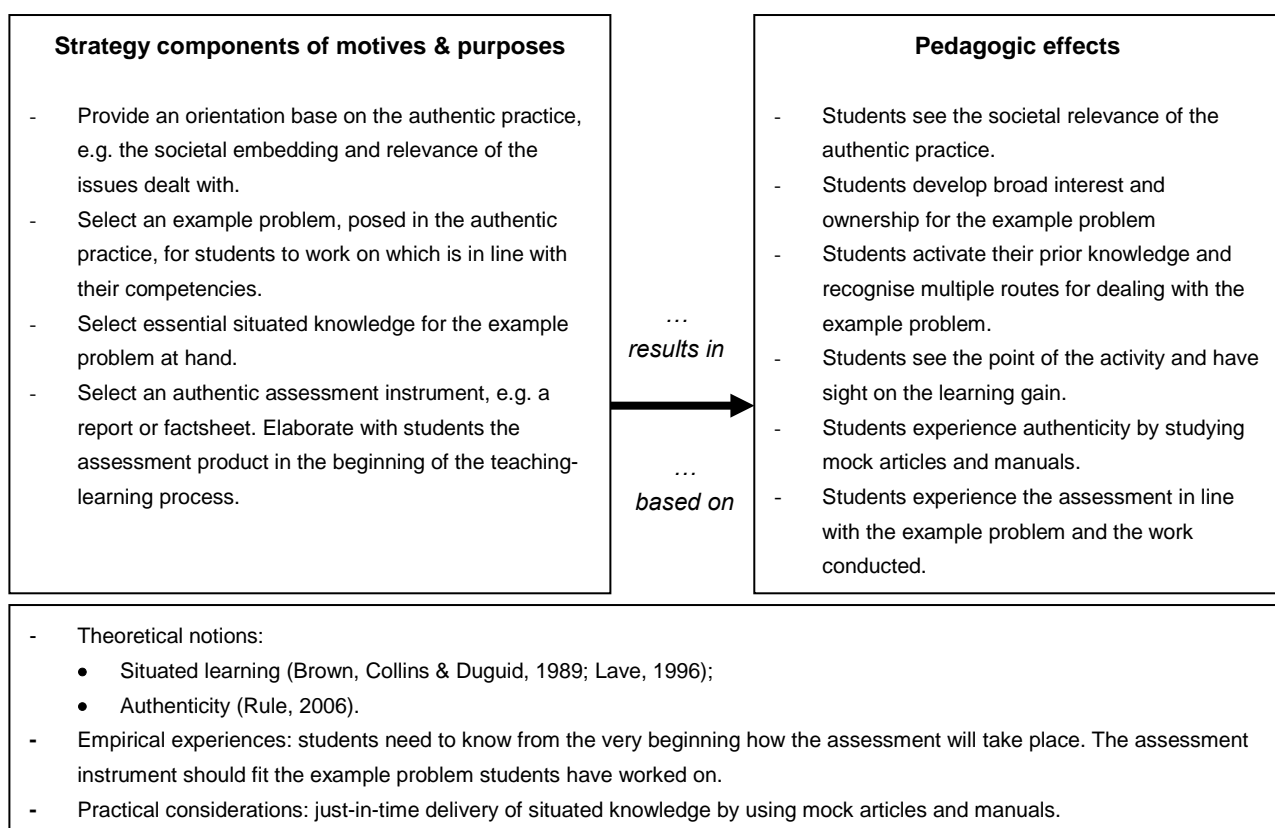 Strategy components of motives & purposes
- Provide an orientation base on the authentic practice,
e.g. the societal embedding and relevance of the
issues dealt with.
- Select an example problem, posed in the authentic
practice, for students to work on which is in line with
their competencies.
- Select essential situated knowledge for the example
problem at hand.
- Select an authentic assessment instrument, e.g. a
report or factsheet. Elaborate with students the
assessment product in the beginning of the teaching-
learning process.
…
results in
…
based on
Pedagogic effects
- Students see the societal relevance of the
authentic practice.
- Students develop broad interest and
ownership for the example problem
- Students activate their prior knowledge and
recognise multiple routes for dealing with the
example problem.
- Students see the point of the activity and have
sight on the learning gain.
- Students experience authenticity by studying
mock articles and manuals.
- Students experience the assessment in line
with the example problem and the work
conducted.
- Theoretical notions:
● Situated learning (Brown, Collins & Duguid, 1989; Lave, 1996);
● Authenticity (Rule, 2006).
- Empirical experiences: students need to know from the very beginning how the assessment will take place. The assessment
instrument should fit the example problem students have worked on.
- Practical considerations: just-in-time delivery of situated knowledge by using mock articles and manuals.